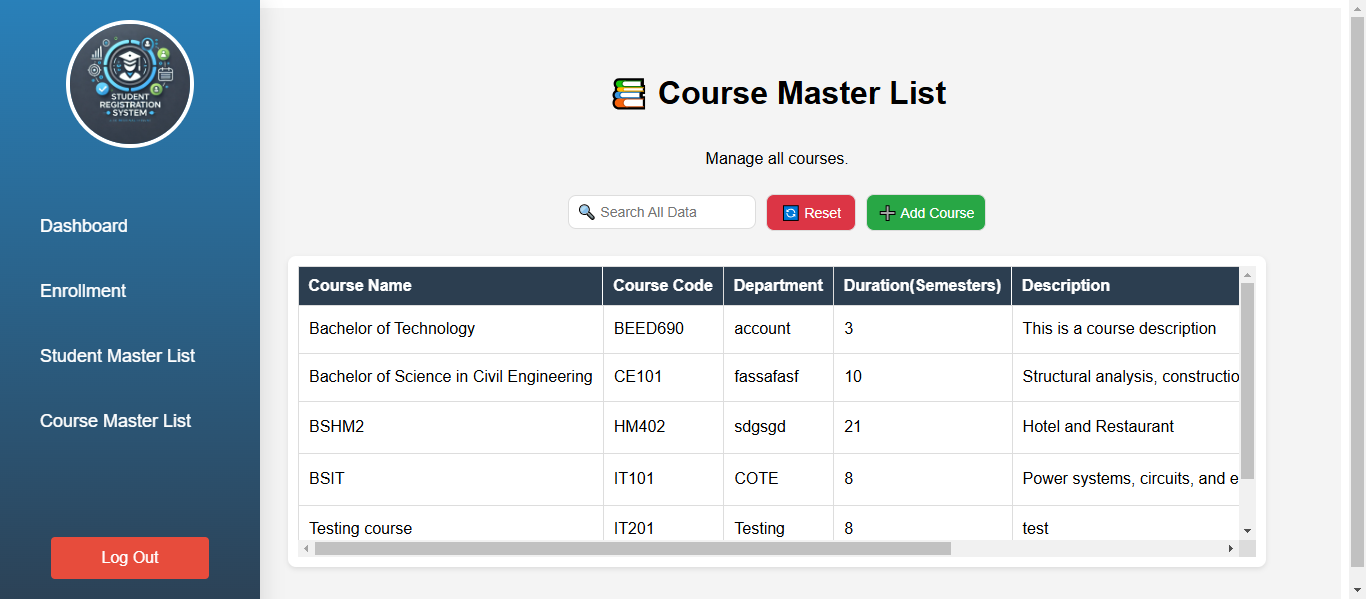 STUDENT
REGISTRATION
SYSTEM
Dashboard
Enrollment
Student Master List
Course Master List
Log Out
Course Master List
Manage all courses.
Search All Data
Reset
Add Course
Course Name Course Code Department Duration(Semesters) Description
Bachelor of Technology BEED690 account 3 This is a course description
Bachelor of Science in Civil Engineering CE101 fassafasf 10 Structural analysis, constructio
BSHM2 HM402 sdgsgd 21 Hotel and Restaurant
BSIT IT101 COTE 8 Power systems, circuits, and e
Testing course IT201 Testing 8 test